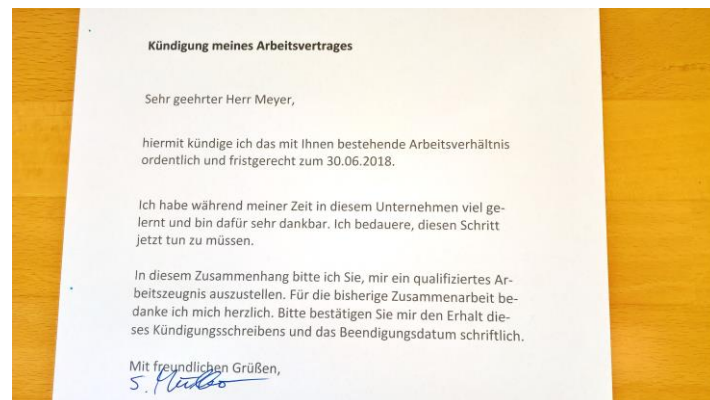 Kündigung meines Arbeitsvertrages
Sehr geehrter Herr Meyer,
hiermit kündige ich das mit Ihnen bestehende Arbeitsverhältnis
ordentlich und fristgerecht zum 30.06.2018.
Ich habe während meiner Zeit in diesem Unternehmen viel ge-
lernt und bin dafür sehr dankbar. Ich bedauere, diesen Schritt
jetzt tun zu müssen.
In diesem Zusammenhang bitte ich Sie, mir ein qualifiziertes Ar-
beitszeugnis auszustellen. Für die bisherige Zusammenarbeit be-
danke ich mich herzlich. Bitte bestätigen Sie mir den Erhalt die-
ses Kündigungsschreibens und das Beendigungsdatum schriftlich.
Mit freundlichen Grüßen,
S.